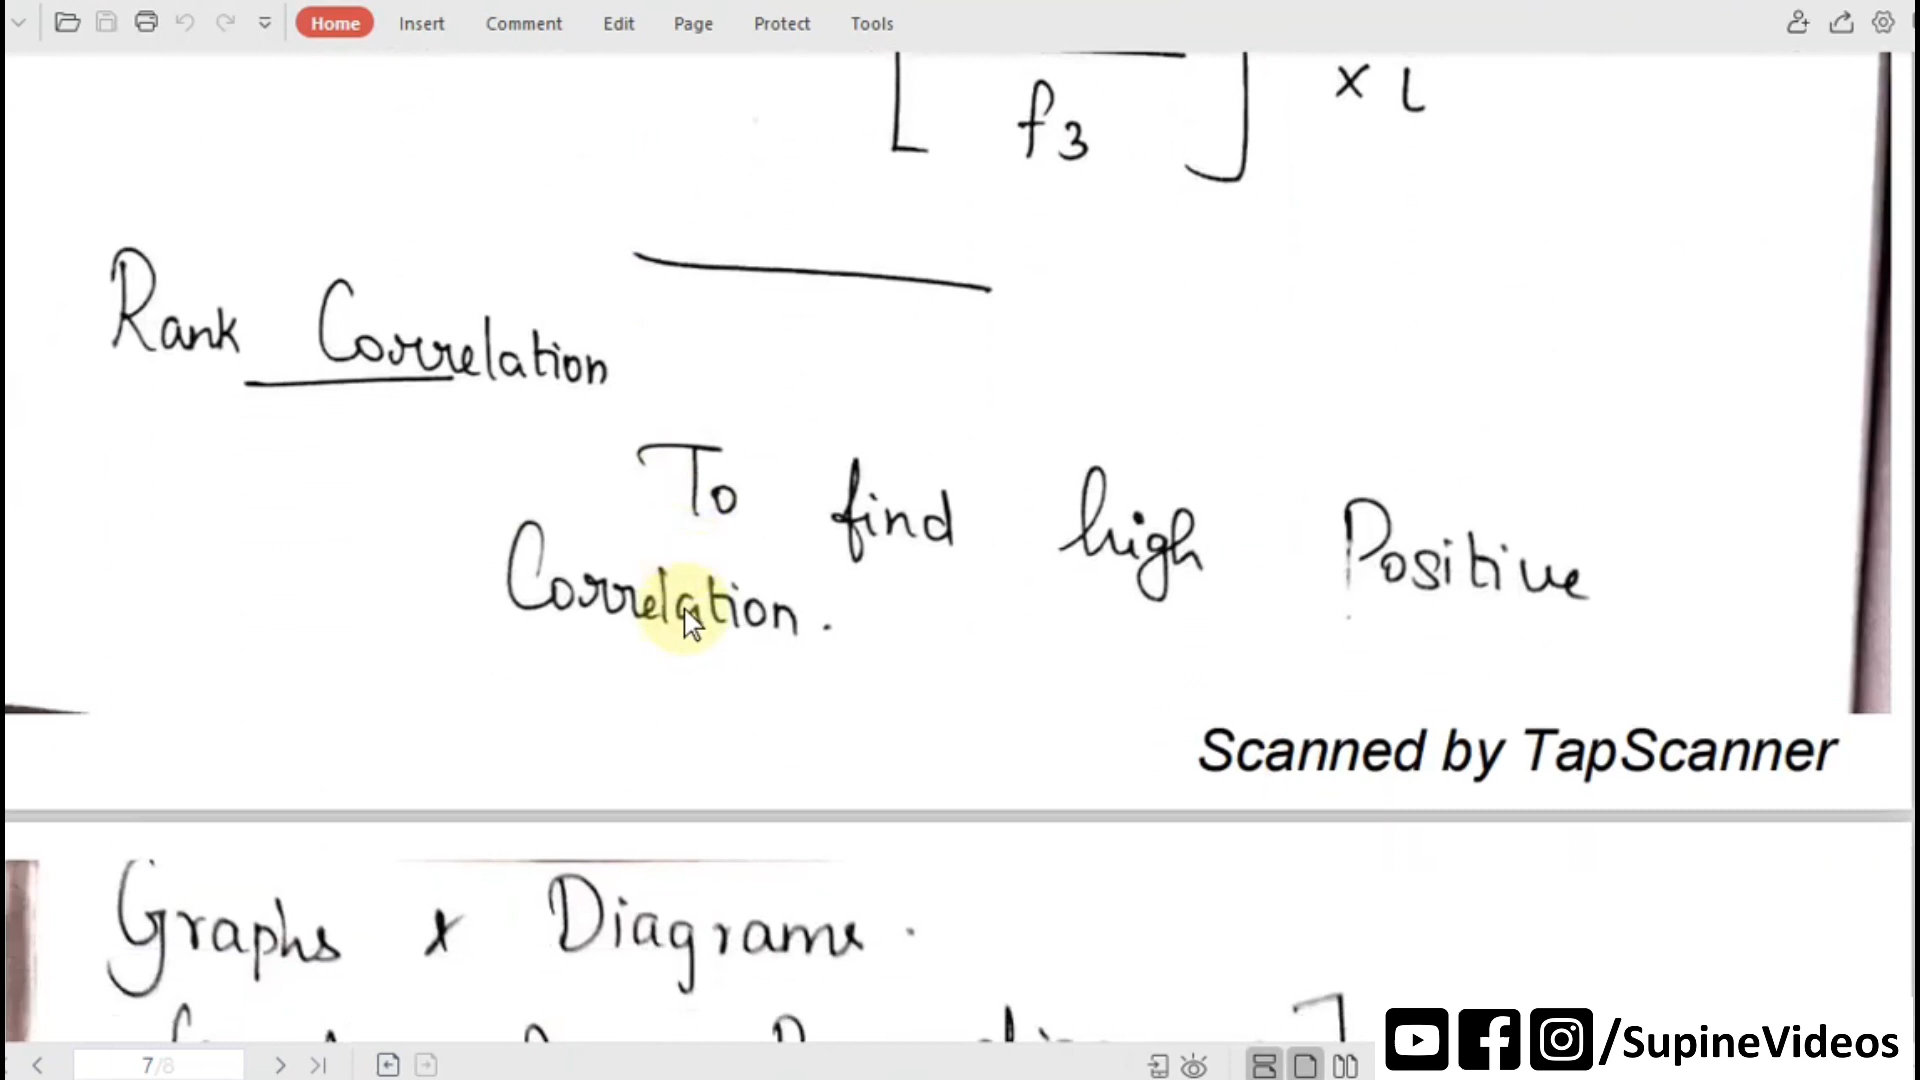 Home Insert Comment Edit Page Protect Tools
f3 × L
Rank Correlation
To find high Positive
Correlation.
Scanned by TapScanner
Graphs & Diagrams.
7/8
/SupineVideos